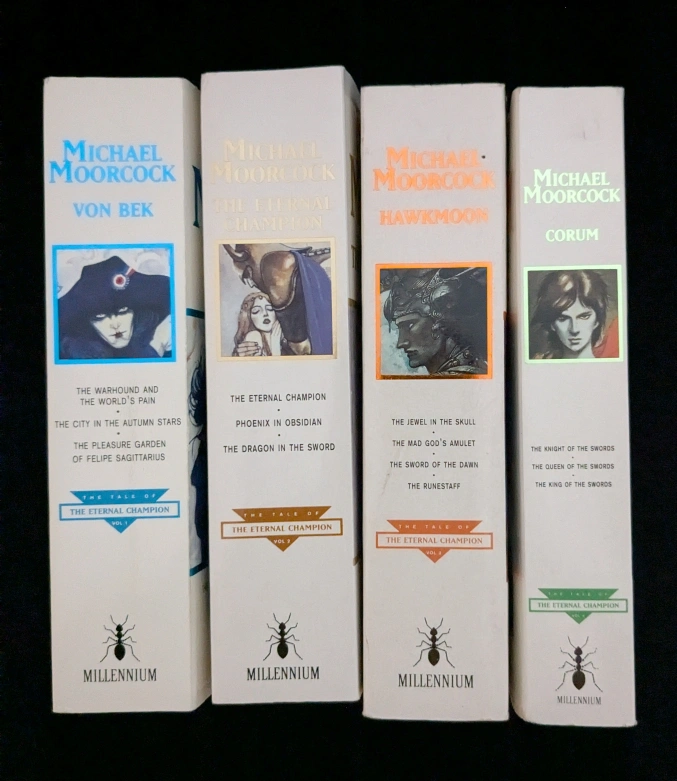 MICHAEL
MOORCOCK
VON BEK
THE WARHOUND AND
THE WORLD'S PAIN
•
THE CITY IN THE AUTUMN STARS
•
THE PLEASURE GARDEN
OF FELIPE SAGITTARIUS
THE TALE OF
THE ETERNAL CHAMPION
VOL 1
MILLENNIUM
MICHAEL
MOORCOCK
THE ETERNAL
CHAMPION
THE ETERNAL CHAMPION
•
PHOENIX IN OBSIDIAN
•
THE DRAGON IN THE SWORD
THE TALE OF
THE ETERNAL CHAMPION
VOL 2
MILLENNIUM
MICHAEL
MOORCOCK
HAWKMOON
THE JEWEL IN THE SKULL
•
THE MAD GOD'S AMULET
•
THE SWORD OF THE DAWN
•
THE RUNESTAFF
THE TALE OF
THE ETERNAL CHAMPION
VOL
MILLENNIUM
MICHAEL
MOORCOCK
CORUM
THE KNIGHT OF THE SWORDS
•
THE QUEEN OF THE SWORDS
•
THE KING OF THE SWORDS
THE TALE OF
THE ETERNAL CHAMPION
VOL
MILLENNIUM